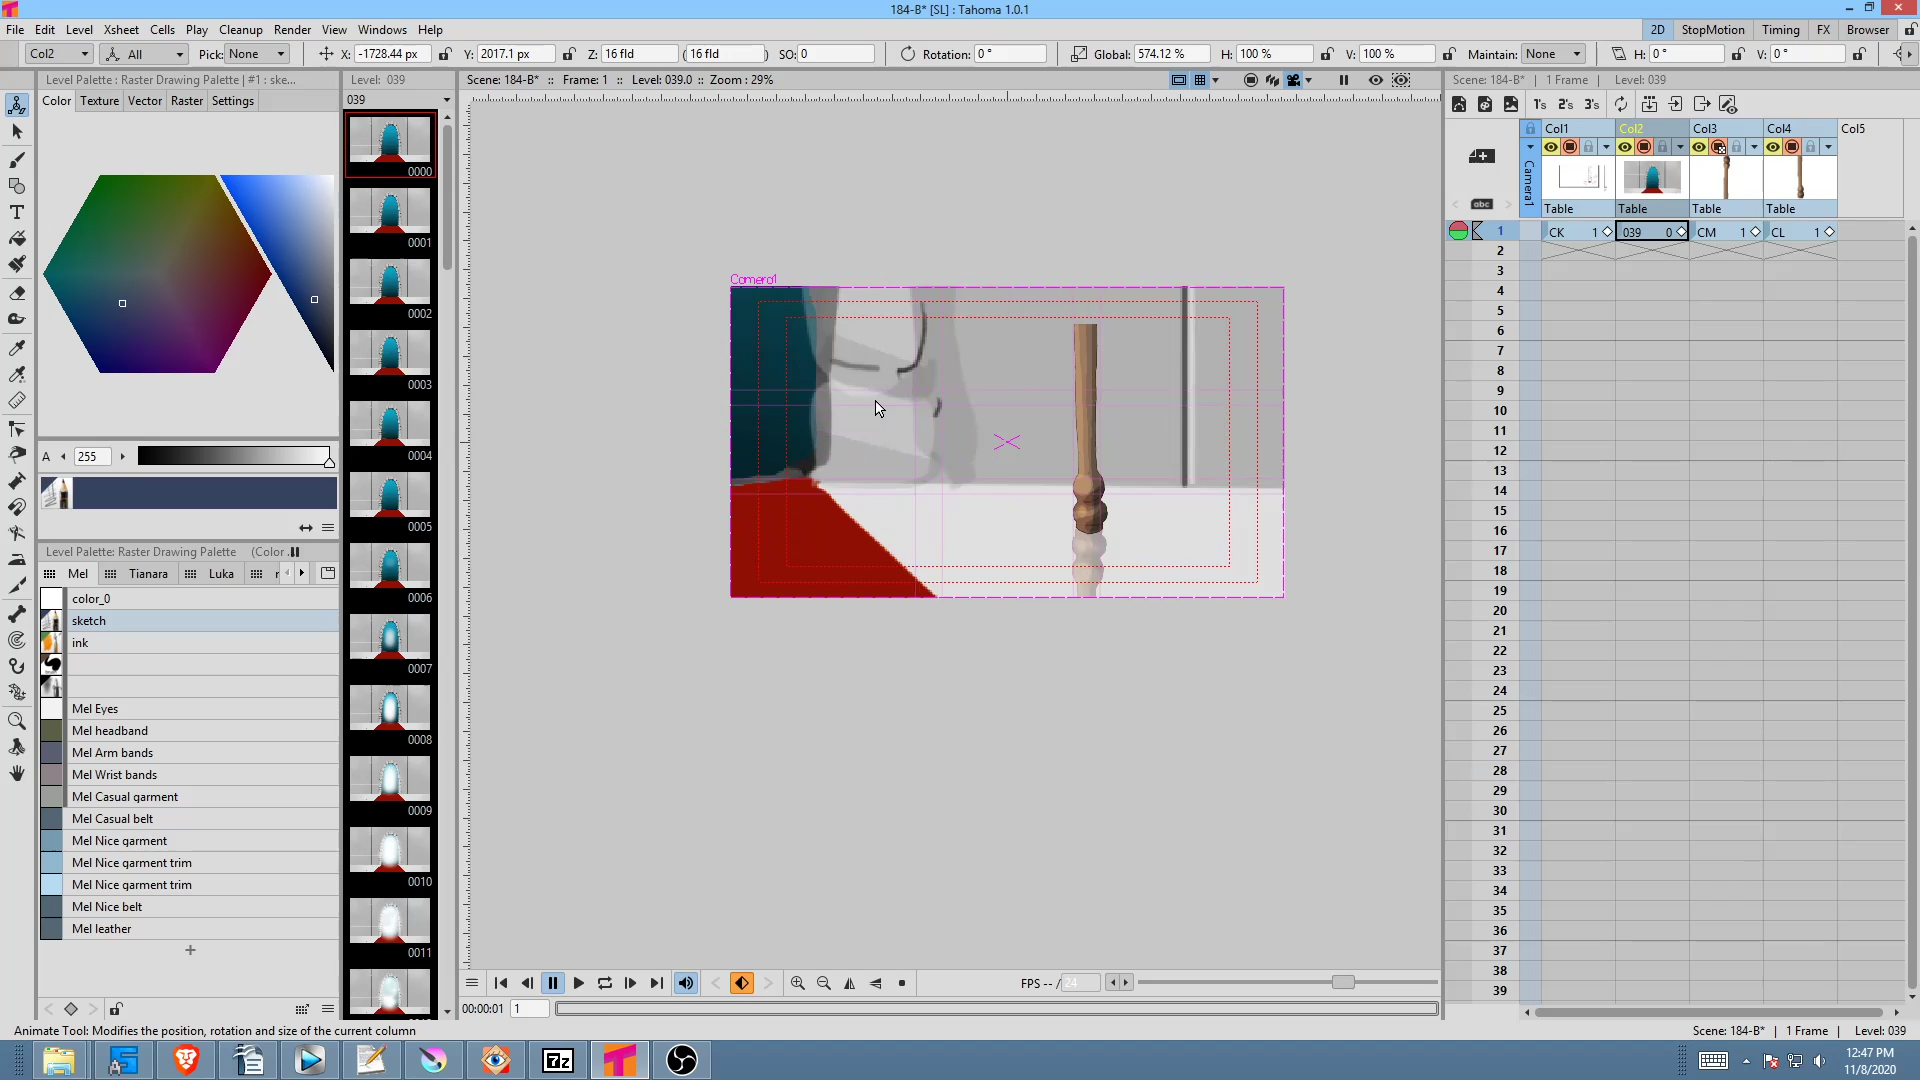 184-B* [SL] : Tahoma 1.0.1
File Edit Level Xsheet Cells Play Cleanup Render View Windows Help
2D StopMotion Timing FX Browser
Col2 All Pick: None X: -1728.44 px Y: 2017.1 px Z: 16 fld (16 fld ) SO: 0 Rotation: 0 ° Global: 574.12 % H: 100 % V: 100 % Maintain: None H: 0 ° V: 0 °
Level Palette : Raster Drawing Palette | #1 : ske...
Level: 039
Scene: 184-B* :: Frame: 1 :: Level: 039.0 :: Zoom : 29%
Scene: 184-B* | 1 Frame | Level: 039
Color Texture Vector Raster Settings
039
1's 2's 3's
Col1 Col2 Col3 Col4 Col5
Camera1
abc
Table Table Table Table
1 CK 1 039 0 CM 1 CL 1
2
3
4
5
6
7
8
9
10
11
12
13
14
15
16
17
18
19
20
21
22
23
24
25
26
27
28
29
30
31
32
33
34
35
36
37
38
39
0000
0001
0002
0003
0004
0005
0006
0007
0008
0009
0010
0011
Camera1
A 255
Level Palette: Raster Drawing Palette (Color
Mel Tianara Luka
color_0
sketch
ink
Mel Eyes
Mel headband
Mel Arm bands
Mel Wrist bands
Mel Casual garment
Mel Casual belt
Mel Nice garment
Mel Nice garment trim
Mel Nice garment trim
Mel Nice belt
Mel leather
+
FPS -- / 24
00:00:01 1
Animate Tool: Modifies the position, rotation and size of the current column
Scene: 184-B* | 1 Frame | Level: 039
7z
12:47 PM
11/8/2020